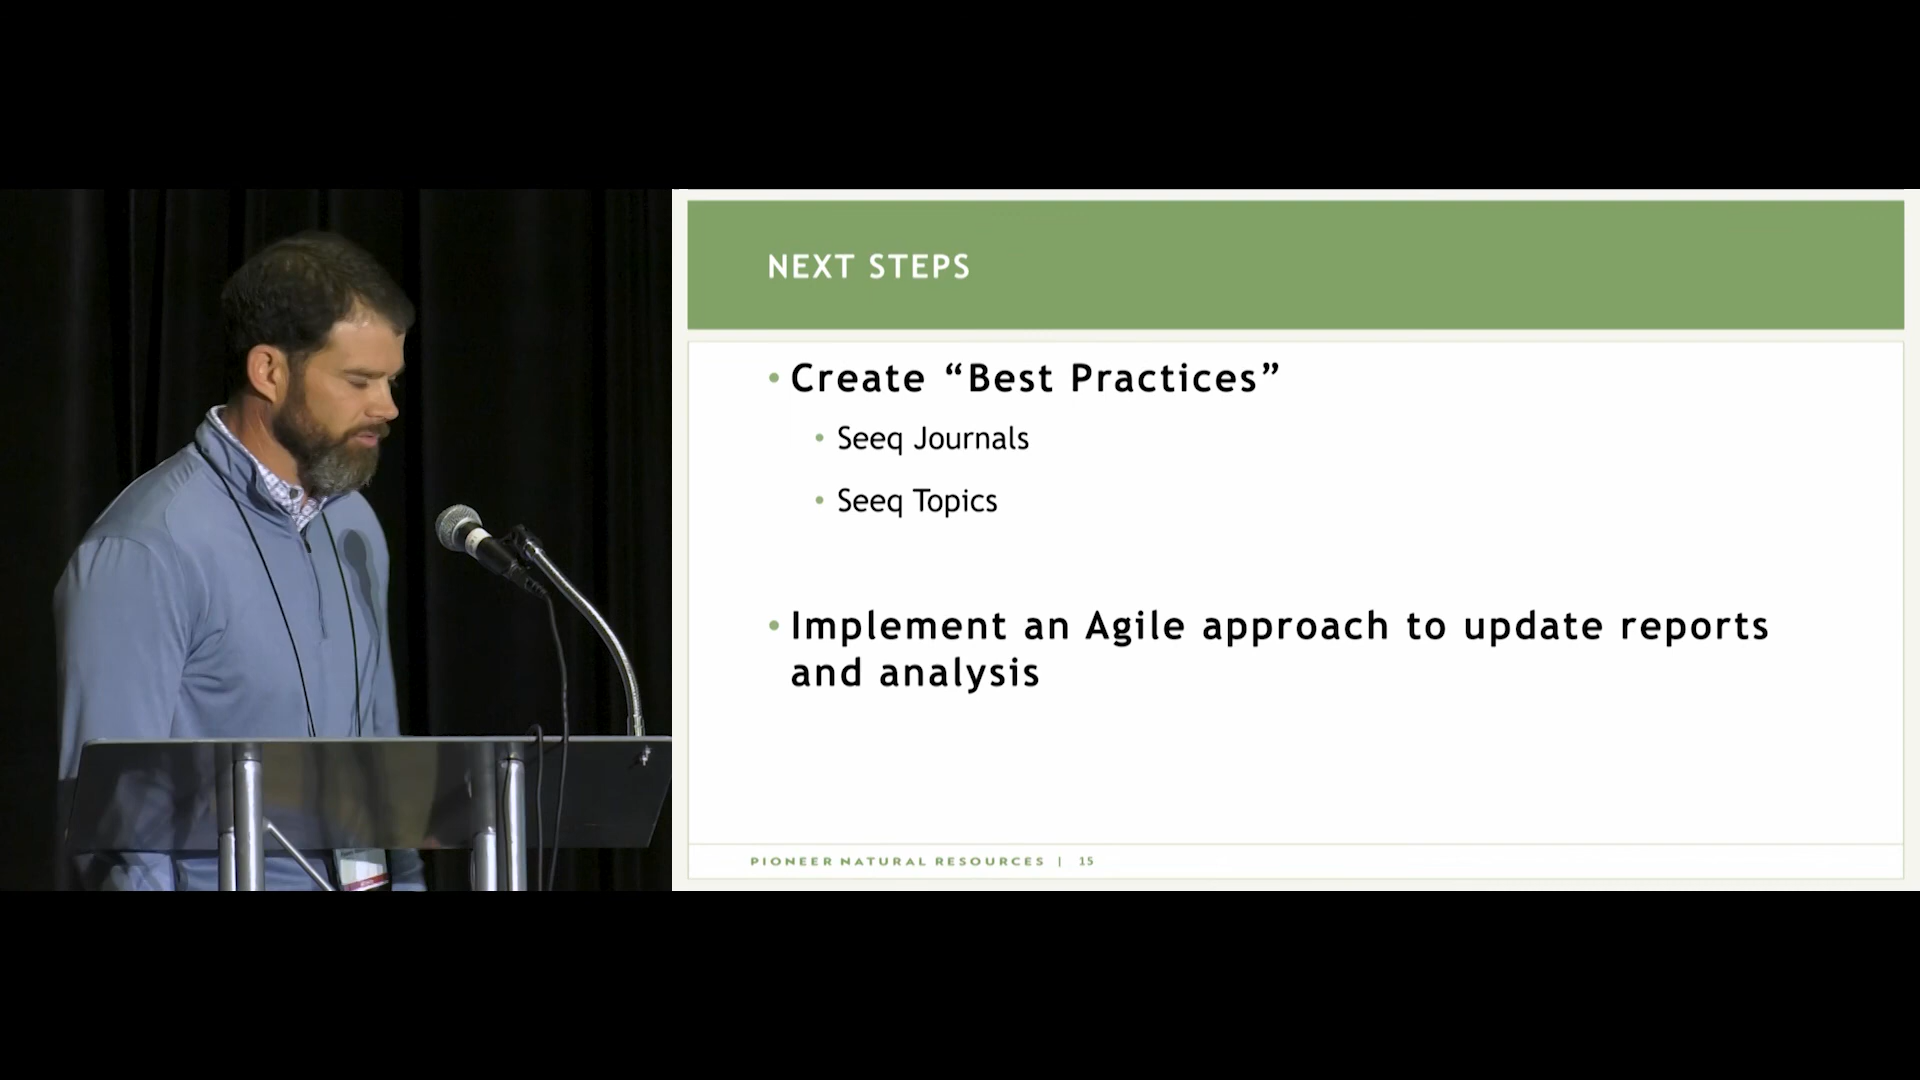 NEXT STEPS
• Create “Best Practices”
• Seeq Journals
• Seeq Topics
• Implement an Agile approach to update reports
and analysis
PIONEER NATURAL RESOURCES | 15